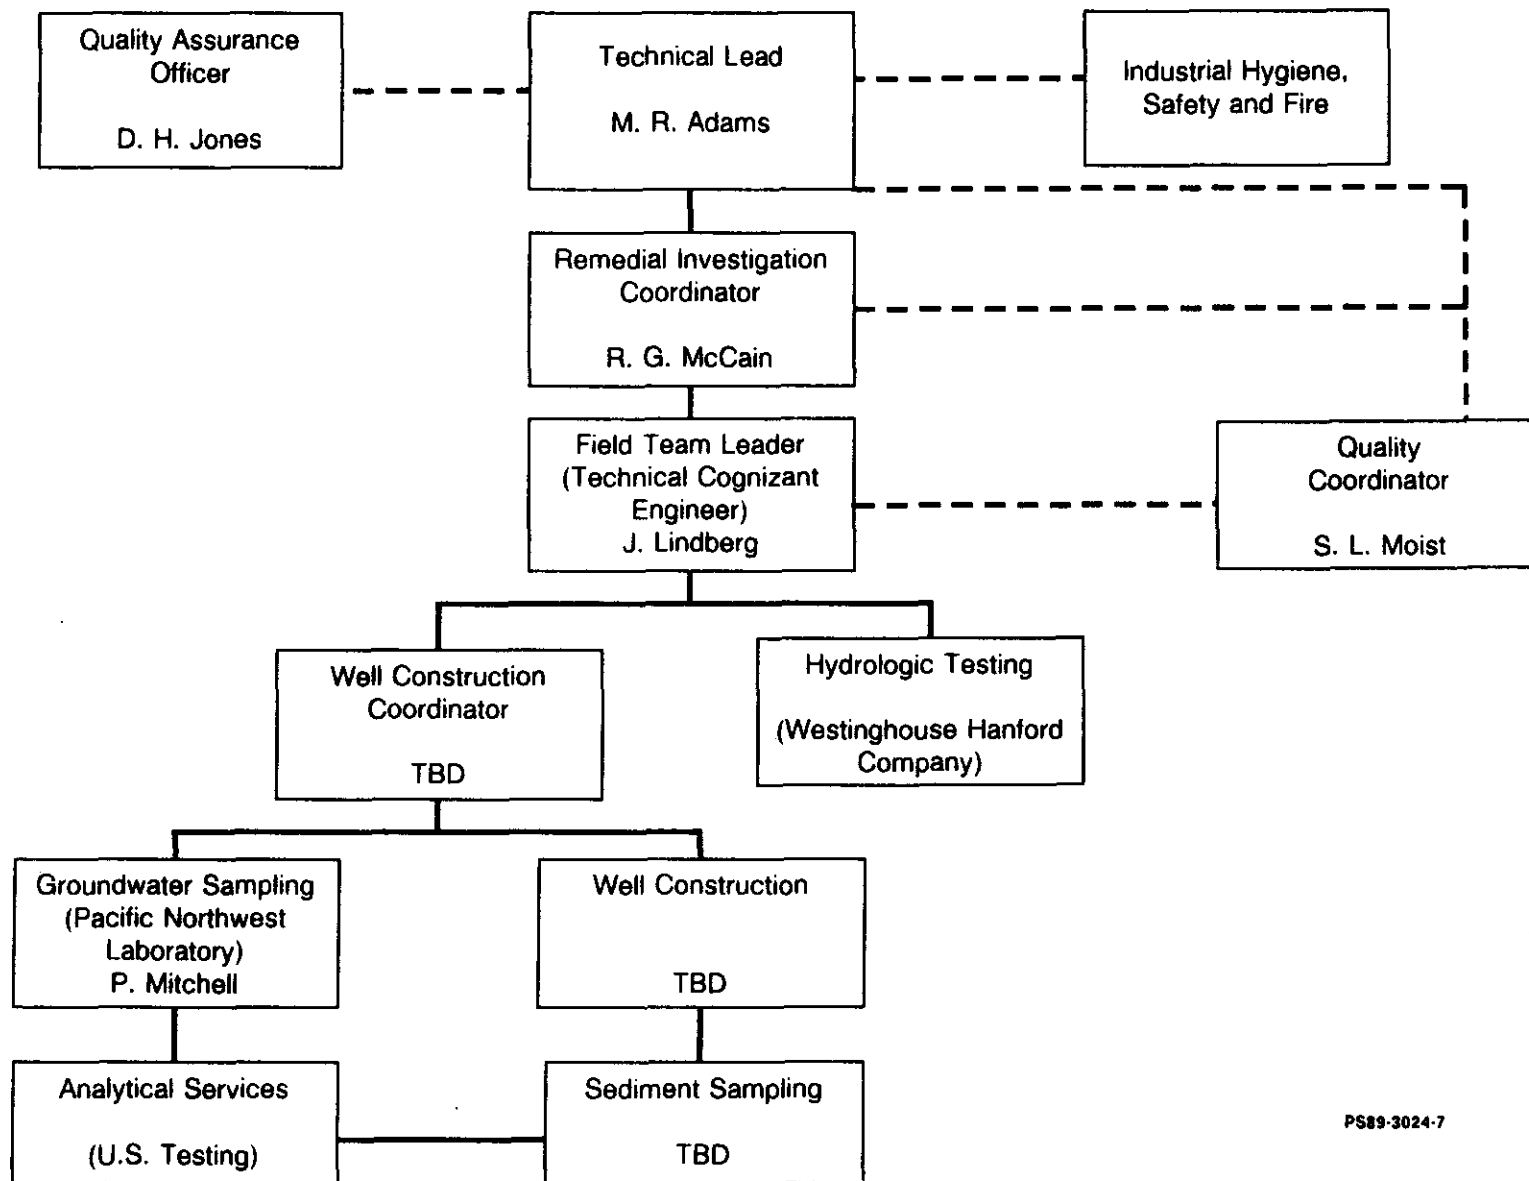 Quality Assurance
Officer
D. H. Jones
Technical Lead
M. R. Adams
Industrial Hygiene,
Safety and Fire
Remedial Investigation
Coordinator
R. G. McCain
Field Team Leader
(Technical Cognizant
Engineer)
J. Lindberg
Quality
Coordinator
S. L. Moist
Well Construction
Coordinator
TBD
Hydrologic Testing
(Westinghouse Hanford
Company)
Groundwater Sampling
(Pacific Northwest
Laboratory)
P. Mitchell
Well Construction
TBD
Analytical Services
(U.S. Testing)
Sediment Sampling
TBD
PS89-3024-7